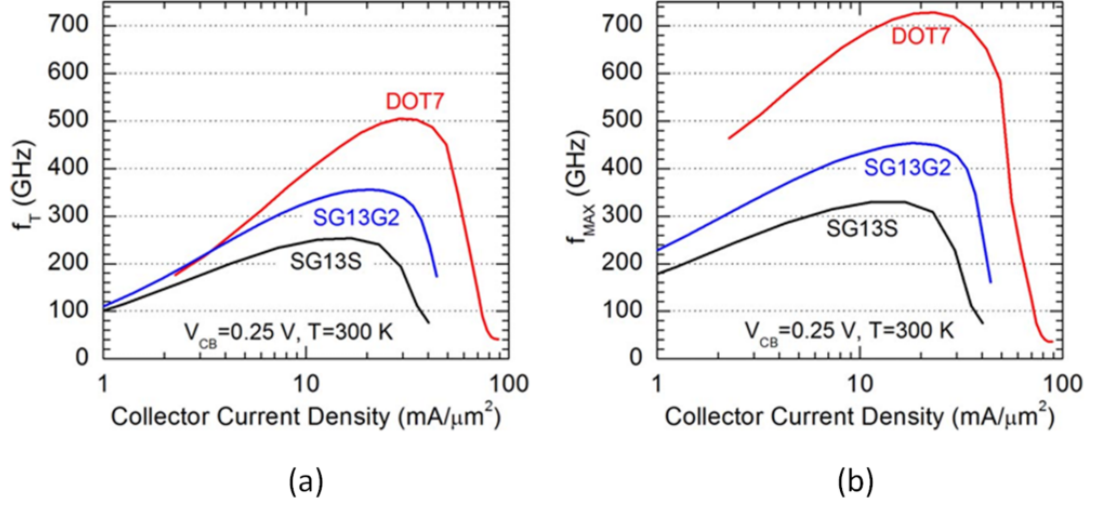 700
600
500
400
300
200
100
0
f_T (GHz)
DOT7
SG13G2
SG13S
V_CB=0.25 V, T=300 K
1 10 100
Collector Current Density (mA/μm²)
(a)
700
600
500
400
300
200
100
0
f_MAX (GHz)
DOT7
SG13G2
SG13S
V_CB=0.25 V, T=300 K
1 10 100
Collector Current Density (mA/μm²)
(b)